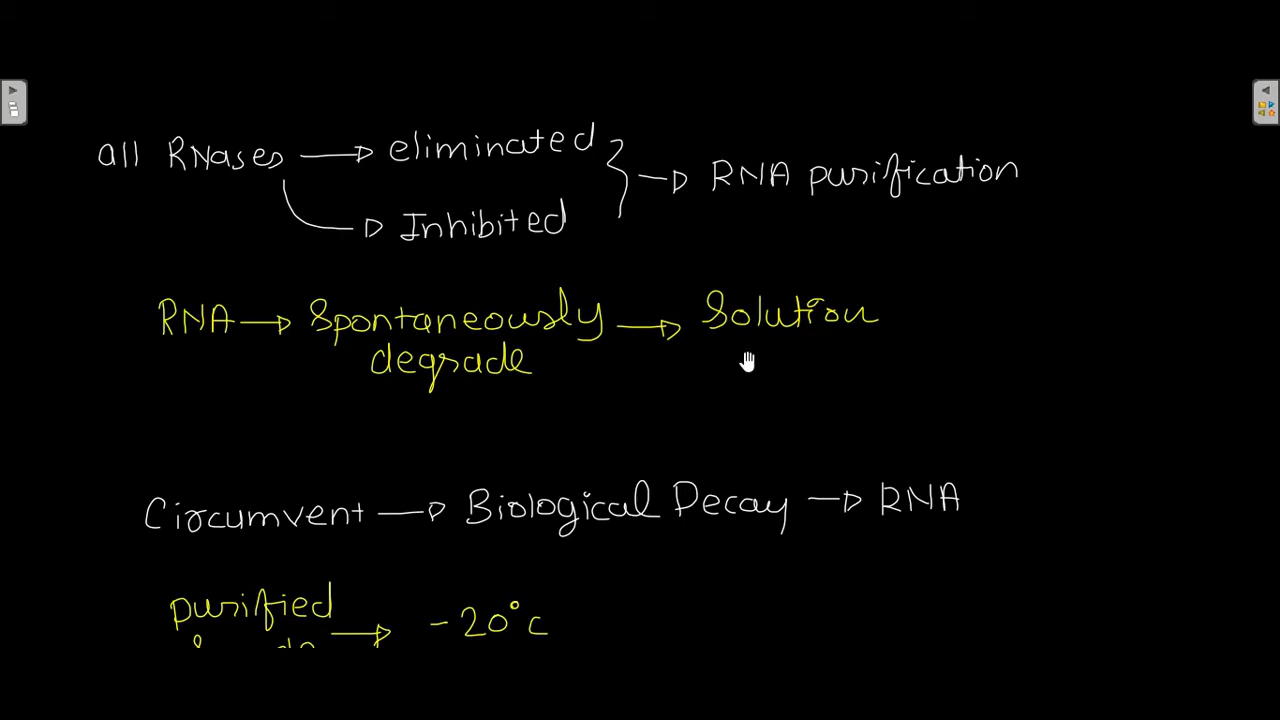 all RNases → eliminated
→ Inhibited
} → RNA purification
RNA → Spontaneously → Solution
degrade
Circumvent → Biological Decay → RNA
purified → -20°c